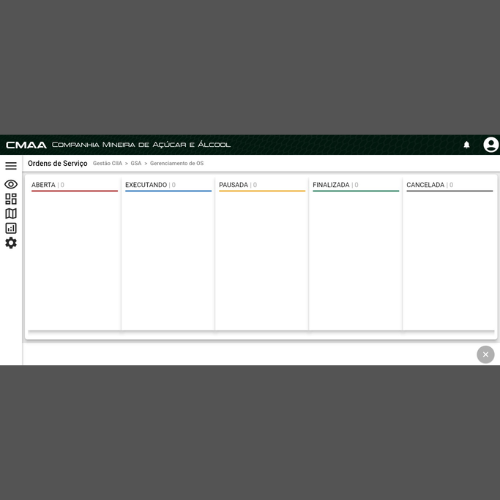 CMAA COMPANHIA MINEIRA DE AÇÚCAR E ÁLCOOL
Ordens de Serviço Gestão CIIA > GSA > Gerenciamento de OS
ABERTA | 0 EXECUTANDO | 0 PAUSADA | 0 FINALIZADA | 0 CANCELADA | 0